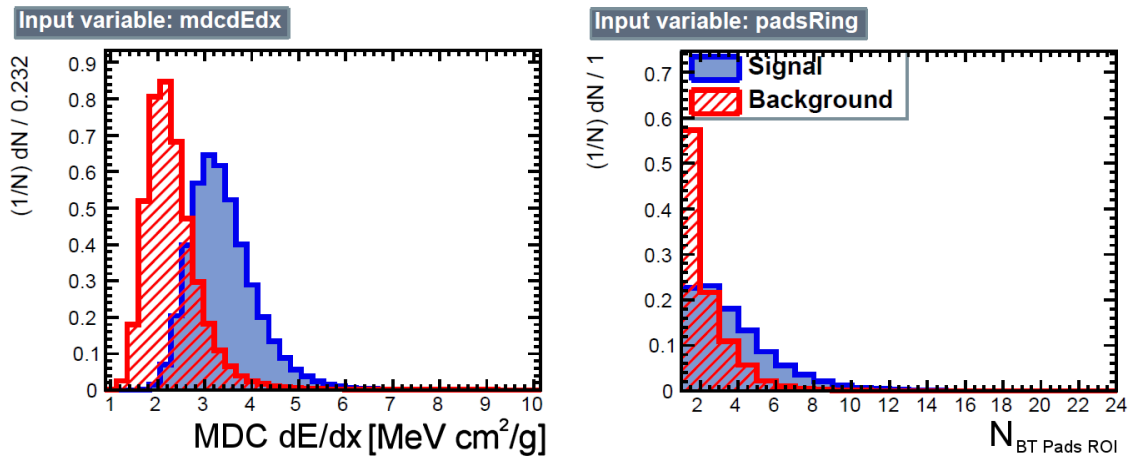 Input variable: mdcdEdx
(1/N) dN / 0.232
0.9
0.8
0.7
0.6
0.5
0.4
0.3
0.2
0.1
0
1 2 3 4 5 6 7 8 9 10
MDC dE/dx [MeV cm²/g]
Input variable: padsRing
(1/N) dN / 1
Signal
Background
0.7
0.6
0.5
0.4
0.3
0.2
0.1
0
2 4 6 8 10 12 14 16 18 20 22 24
N BT Pads ROI